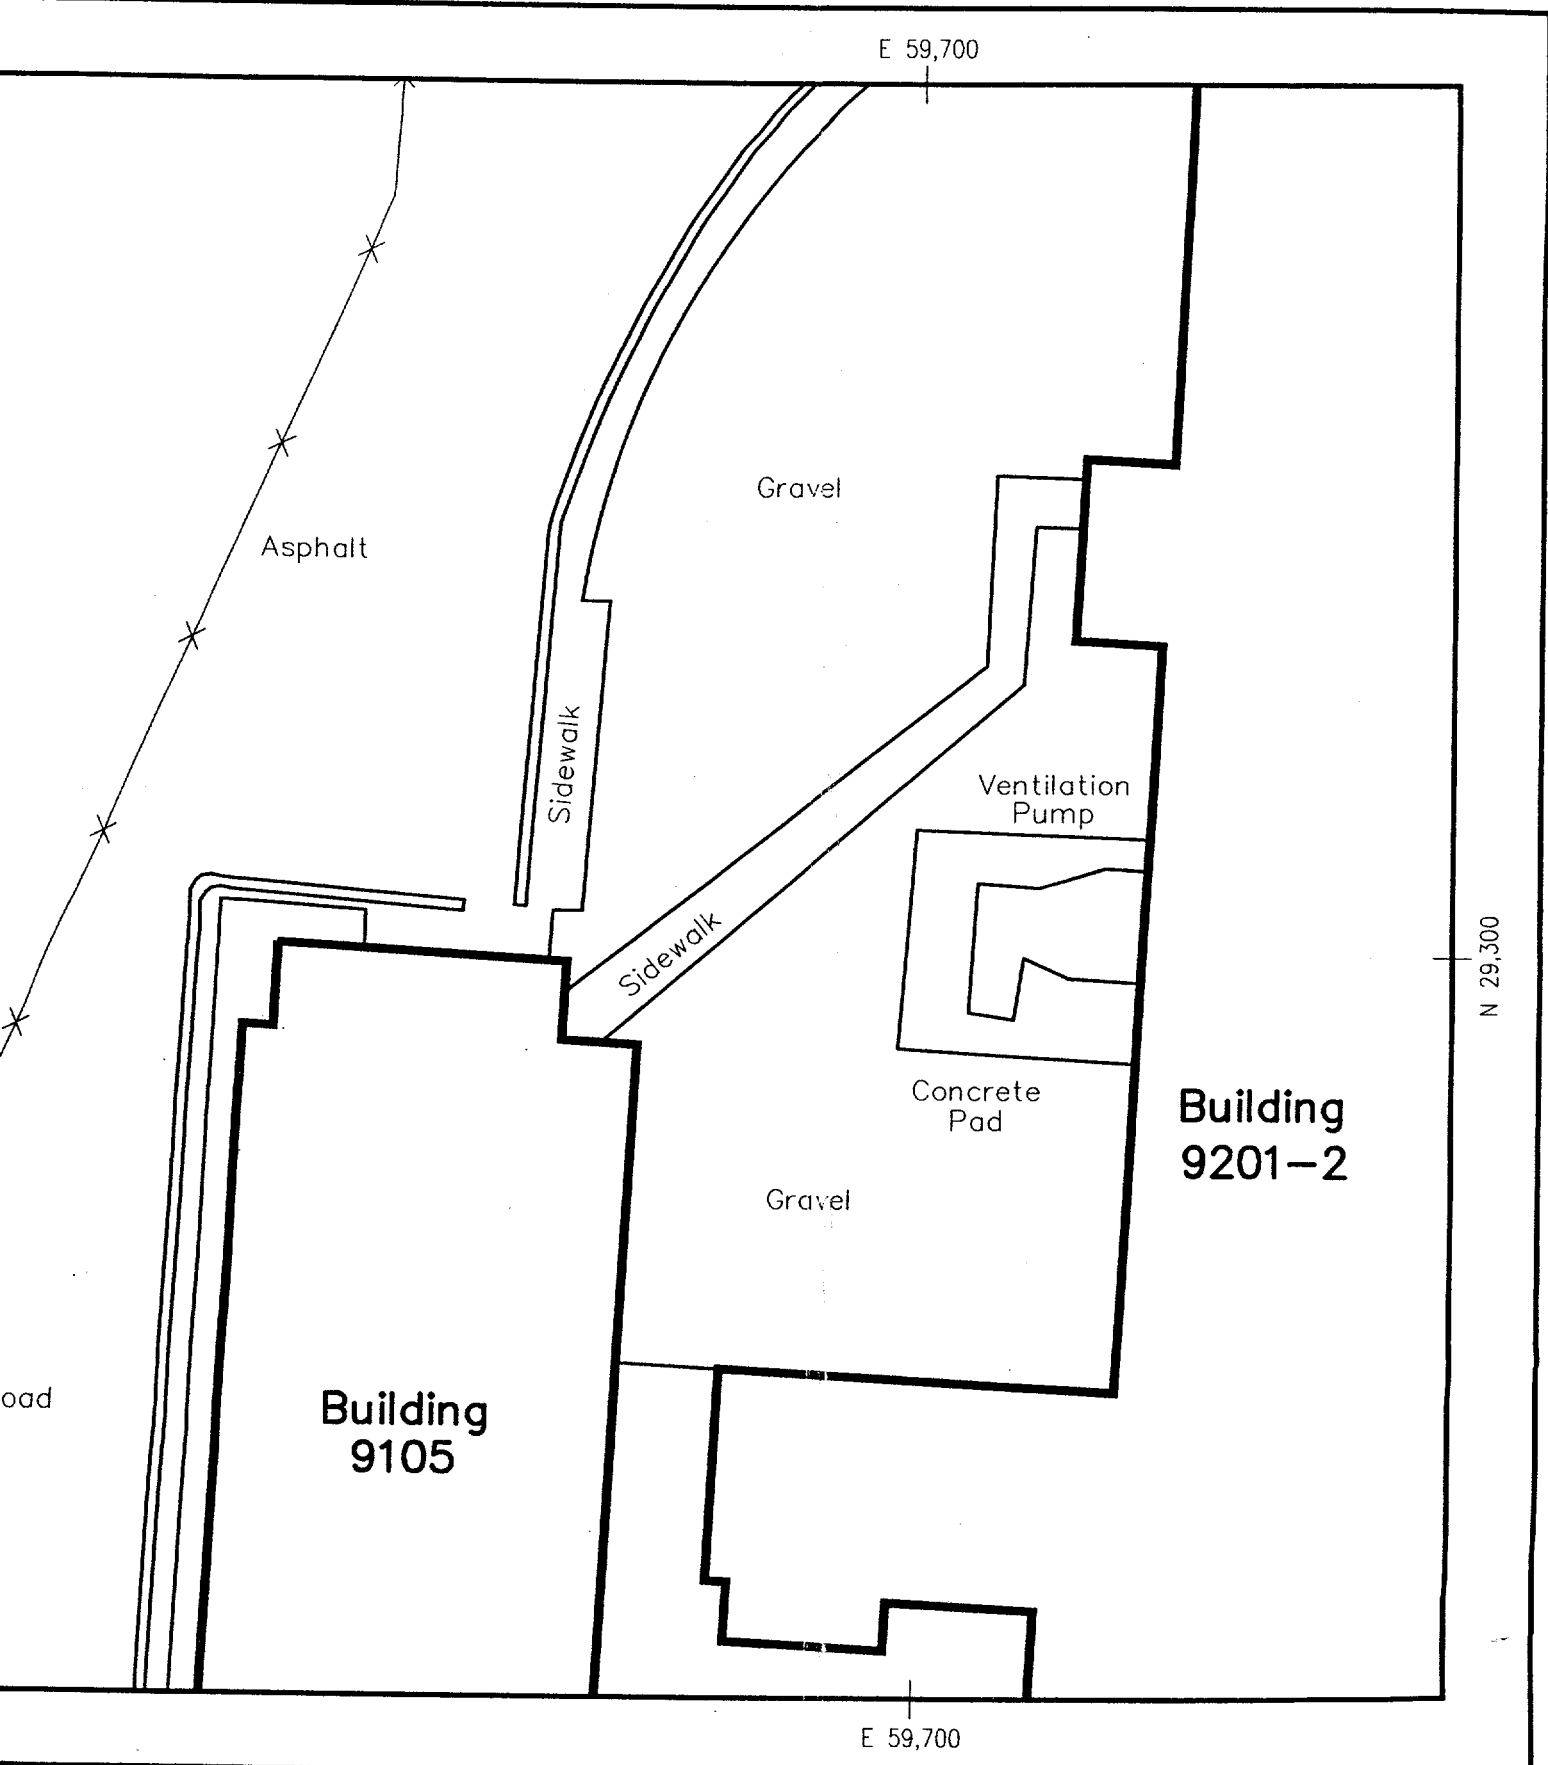 E 59,700
Gravel
Asphalt
Sidewalk
Ventilation
Pump
Sidewalk
N 29,300
Concrete
Pad
Building
9201-2
Gravel
oad
Building
9105
E 59,700